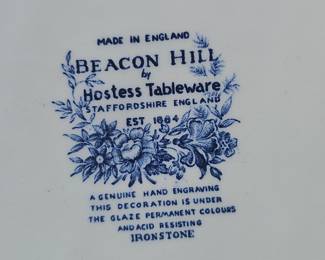 MADE IN ENGLAND
BEACON HILL
by
Hostess Tableware
STAFFORDSHIRE ENGLAND
EST 1884
A GENUINE HAND ENGRAVING
THIS DECORATION IS UNDER
THE GLAZE PERMANENT COLOURS
AND ACID RESISTING
IRONSTONE